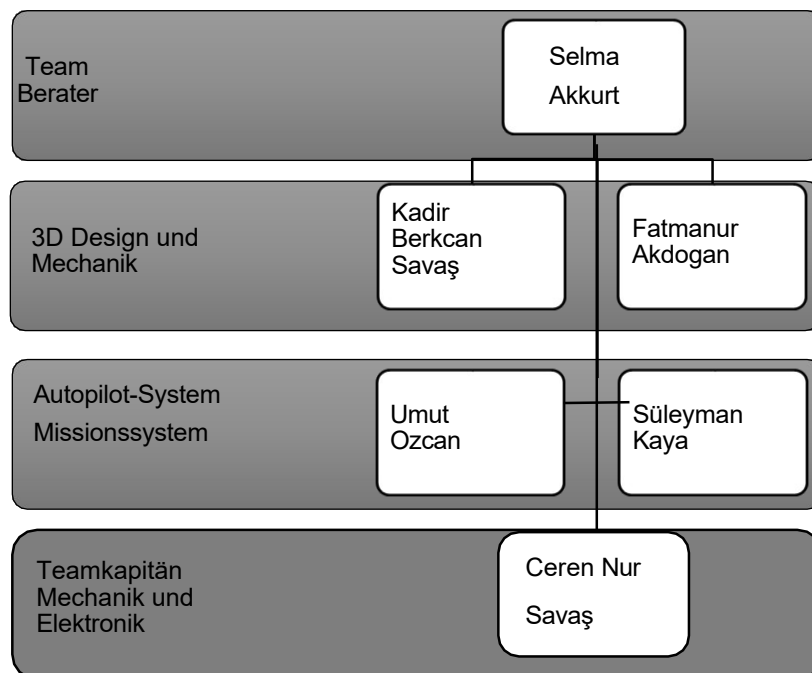 Team
Berater
Selma
Akkurt
3D Design und
Mechanik
Kadir
Berkcan
Savaş
Fatmanur
Akdogan
Autopilot-System
Missionssystem
Umut
Ozcan
Süleyman
Kaya
Teamkapitän
Mechanik und
Elektronik
Ceren Nur
Savaş